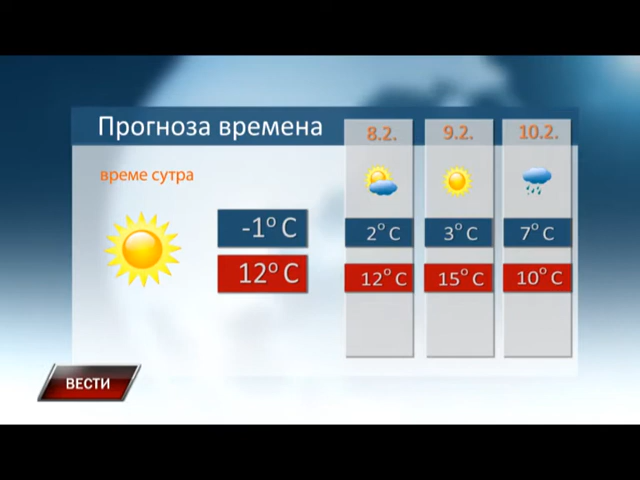 Прогноза времена
време сутра
-1° C
12° C
8.2.
2° C
12° C
9.2.
3° C
15° C
10.2.
7° C
10° C
ВЕСТИ